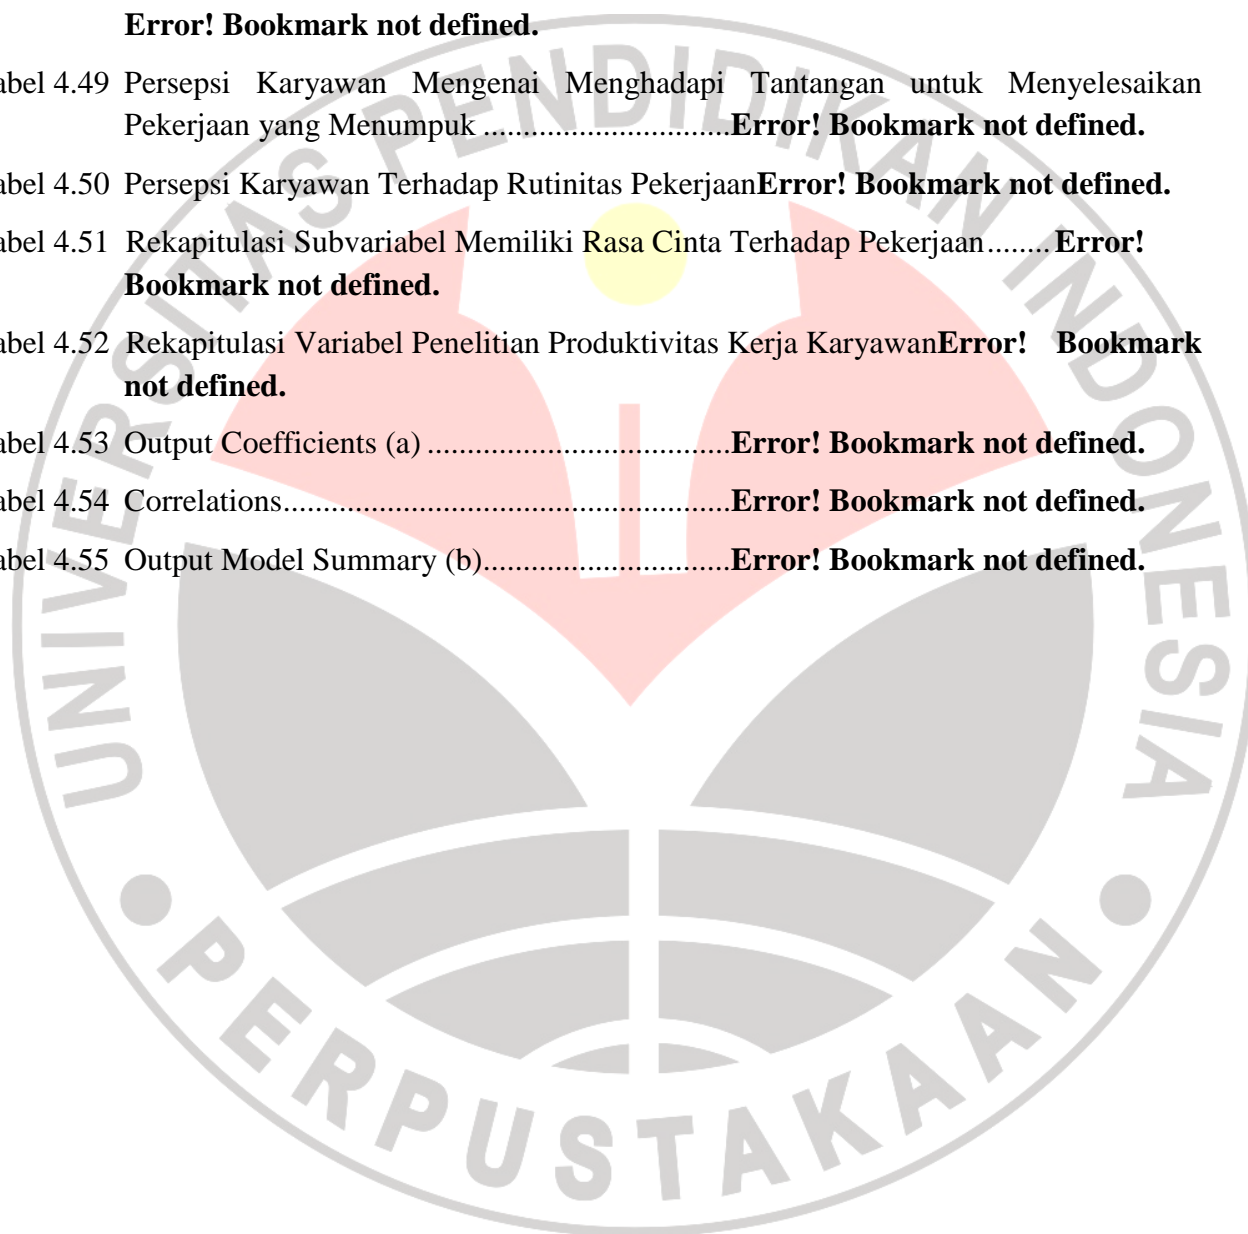 Error! Bookmark not defined.
abel 4.49 Persepsi Karyawan Mengenai Menghadapi Tantangan untuk Menyelesaikan
Pekerjaan yang Menumpuk ...............................Error! Bookmark not defined.
abel 4.50 Persepsi Karyawan Terhadap Rutinitas PekerjaanError! Bookmark not defined.
abel 4.51 Rekapitulasi Subvariabel Memiliki Rasa Cinta Terhadap Pekerjaan........Error!
Bookmark not defined.
abel 4.52 Rekapitulasi Variabel Penelitian Produktivitas Kerja KaryawanError! Bookmark
not defined.
abel 4.53 Output Coefficients (a) ......................................Error! Bookmark not defined.
abel 4.54 Correlations........................................................Error! Bookmark not defined.
abel 4.55 Output Model Summary (b)...............................Error! Bookmark not defined.
UNIVERSITAS PENDIDIKAN INDONESIA
PERPUSTAKAAN